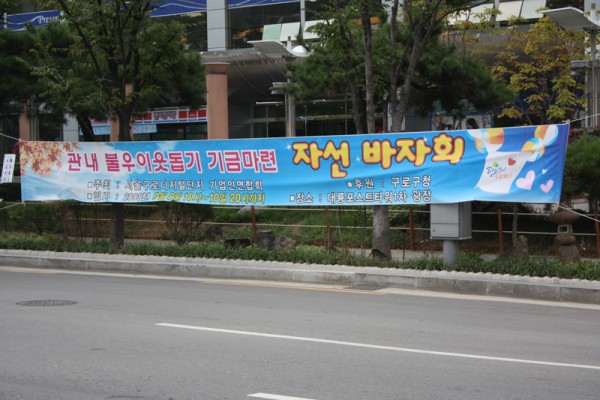 관내 불우이웃돕기 기금마련 자선 바자회
■주최 : 서울구로디지털단지 기업인연합회 ■후원 : 구로구청
■일시 : ■장소 : 대륭포스트타워1차 광장